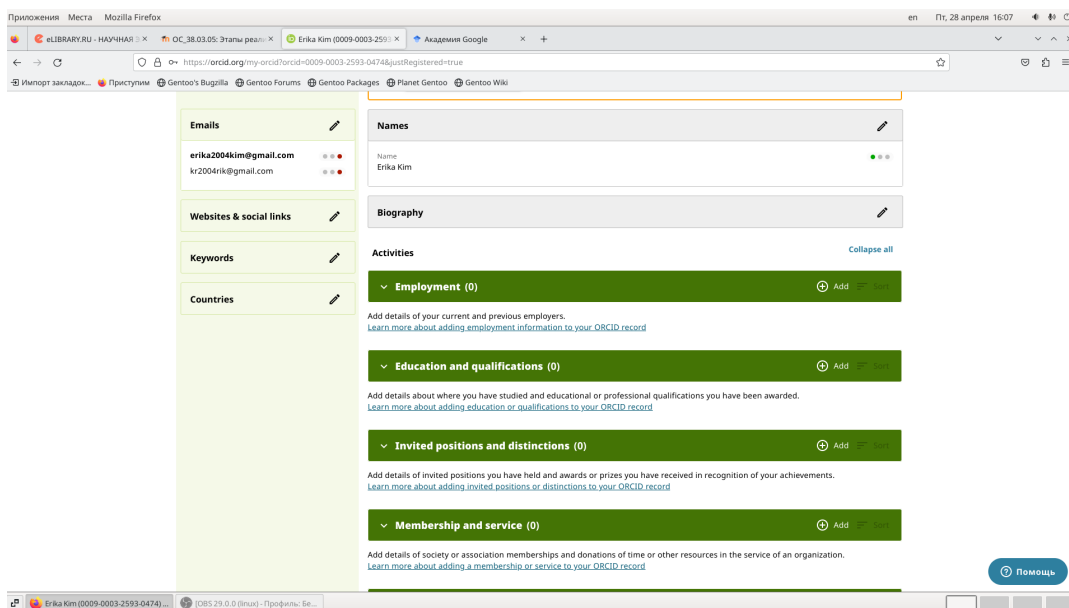 Приложения Места Mozilla Firefox en Пт, 28 апреля 16:07
eLIBRARY.RU - НАУЧНАЯ Э × ОС_38.03.05: Этапы реали × Erika Kim (0009-0003-2593 × Академия Google × +
https://orcid.org/my-orcid?orcid=0009-0003-2593-0474&justRegistered=true
Импорт закладок... Приступим Gentoo's Bugzilla Gentoo Forums Gentoo Packages Planet Gentoo Gentoo Wiki
Emails
erika2004kim@gmail.com
kr2004rik@gmail.com
Websites & social links
Keywords
Countries
Names
Name
Erika Kim
Biography
Activities Collapse all
Employment (0) Add Sort
Add details of your current and previous employers.
Learn more about adding employment information to your ORCID record
Education and qualifications (0) Add Sort
Add details about where you have studied and educational or professional qualifications you have been awarded.
Learn more about adding education or qualifications to your ORCID record
Invited positions and distinctions (0) Add Sort
Add details of invited positions you have held and awards or prizes you have received in recognition of your achievements.
Learn more about adding invited positions or distinctions to your ORCID record
Membership and service (0) Add Sort
Add details of society or association memberships and donations of time or other resources in the service of an organization.
Learn more about adding a membership or service to your ORCID record
Помощь
Erika Kim (0009-0003-2593-0474) ... [OBS 29.0.0 (linux) - Профиль: Бе...